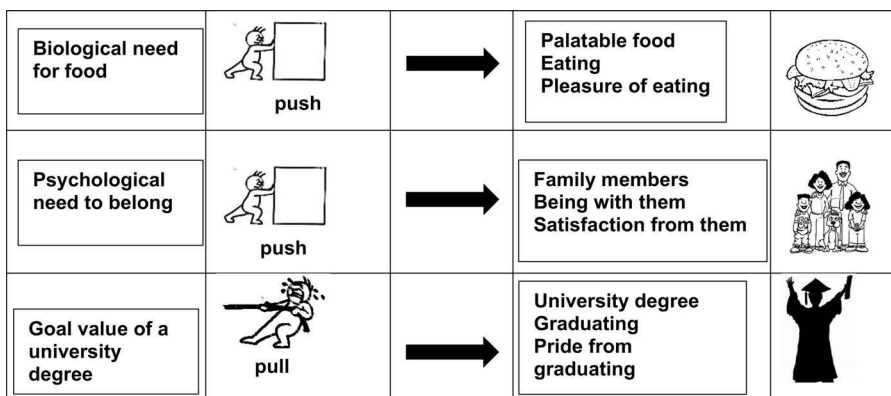 Biological need
for food
push
Palatable food
Eating
Pleasure of eating
Psychological
need to belong
push
Family members
Being with them
Satisfaction from them
Goal value of a
university
degree
pull
University degree
Graduating
Pride from
graduating